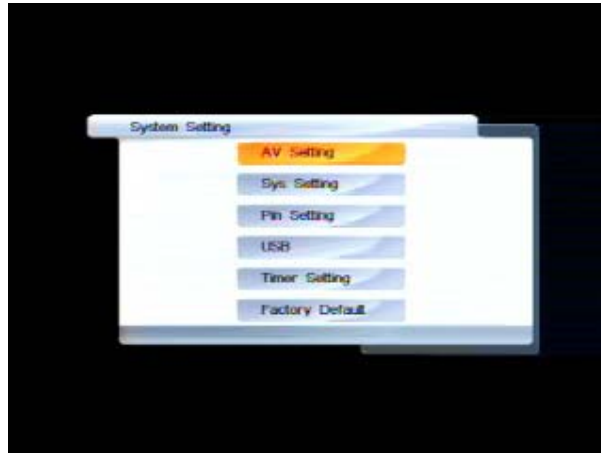 System Setting
AV Setting
Sys Setting
Pin Setting
USB
Timer Setting
Factory Default